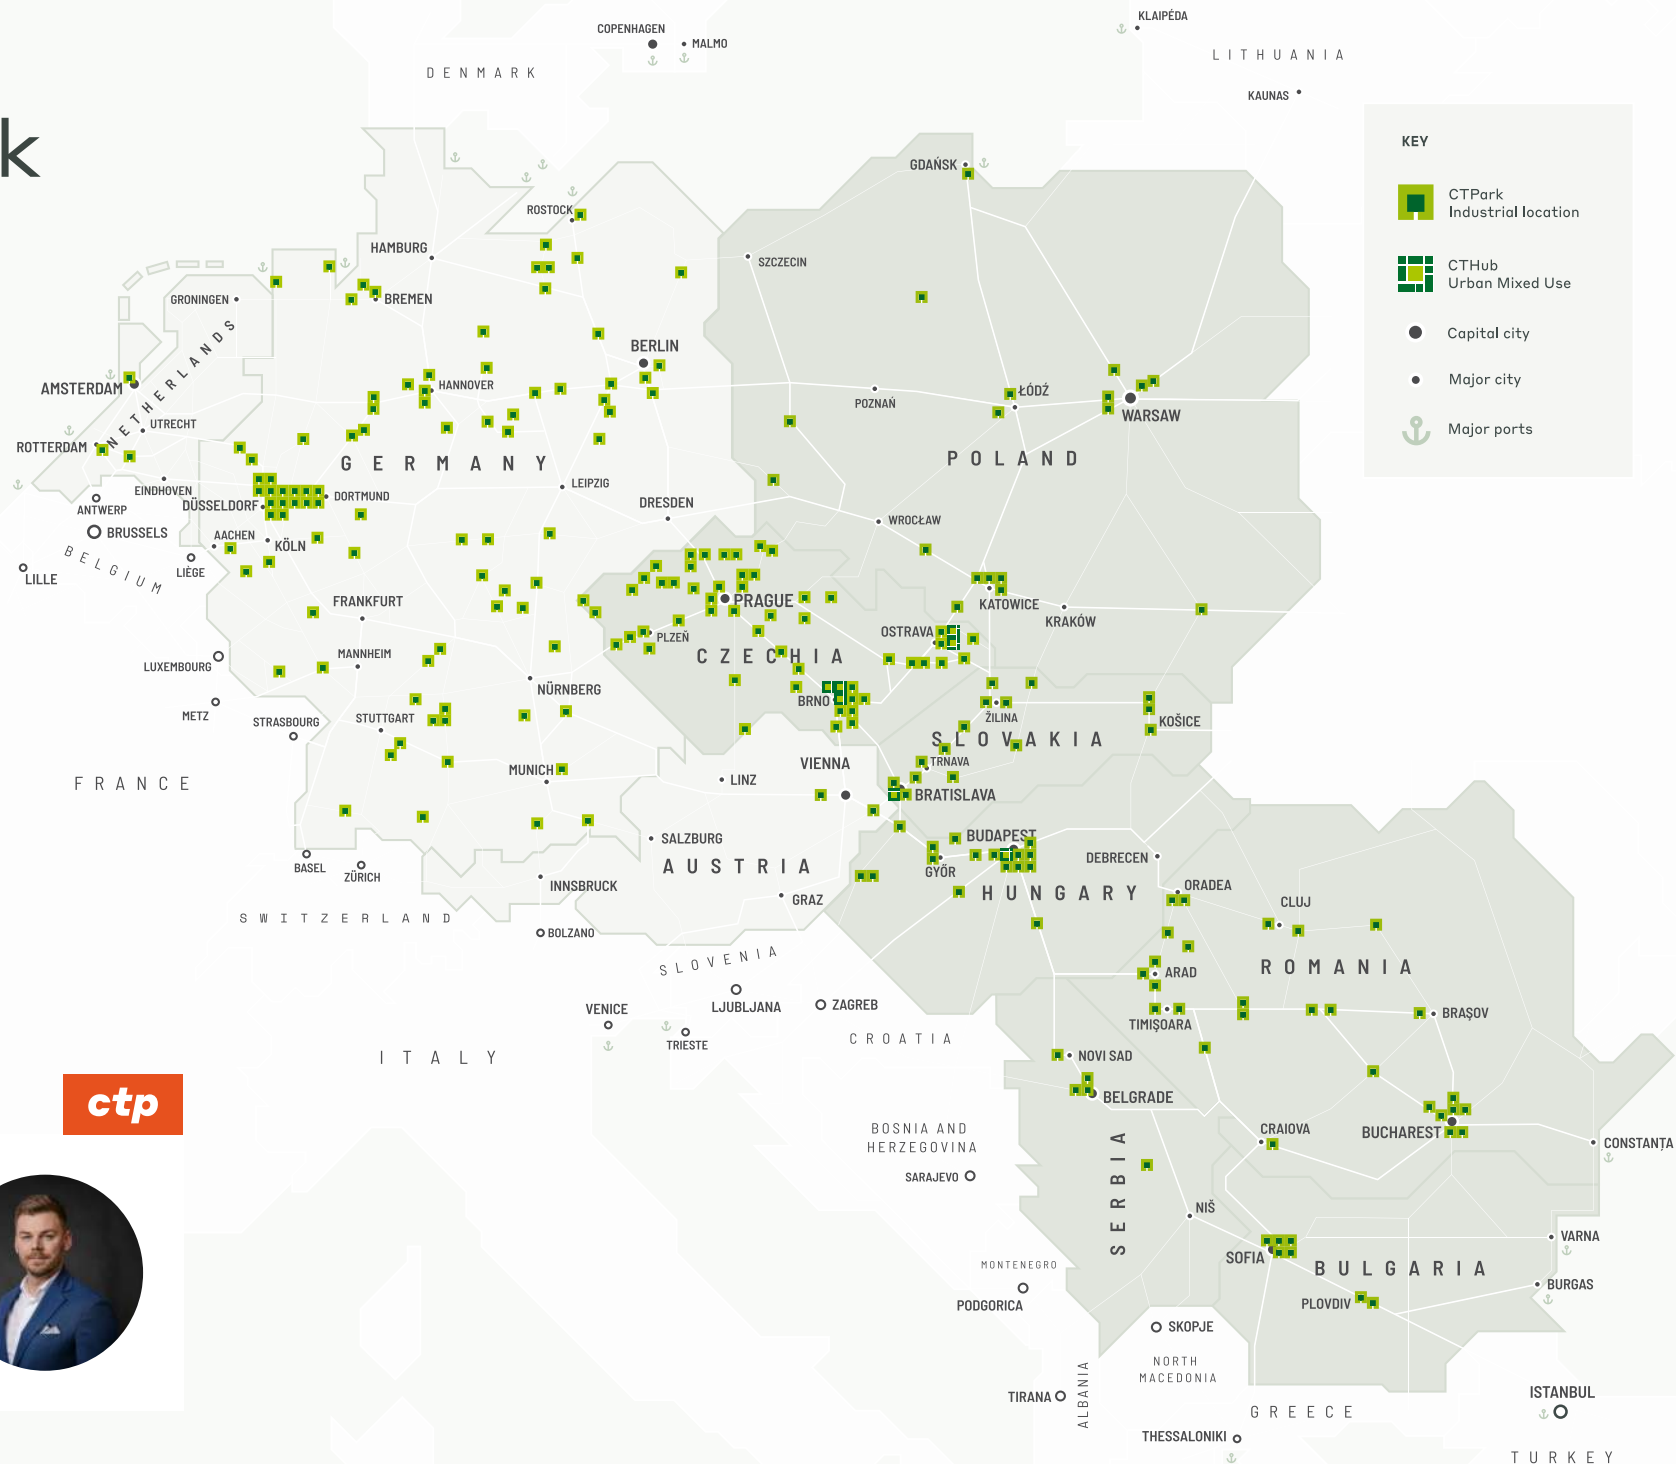 k
COPENHAGEN
MALMO
KLAIPĖDA
DENMARK
LITHUANIA
KAUNAS
KEY
CTPark
Industrial location
CTHub
Urban Mixed Use
Capital city
Major city
Major ports
GDAŃSK
ROSTOCK
HAMBURG
SZCZECIN
GRONINGEN
BREMEN
BERLIN
AMSTERDAM
NETHERLANDS
HANNOVER
ŁÓDŹ
POZNAŃ
WARSAW
UTRECHT
ROTTERDAM
GERMANY
POLAND
EINDHOVEN
LEIPZIG
DORTMUND
ANTWERP
DÜSSELDORF
DRESDEN
WROCŁAW
BRUSSELS
AACHEN
KÖLN
BELGIUM
LIÈGE
LILLE
FRANKFURT
PRAGUE
KATOWICE
KRAKÓW
OSTRAVA
PLZEŇ
CZECHIA
MANNHEIM
LUXEMBOURG
NÜRNBERG
BRNO
METZ
STRASBOURG
STUTTGART
ŽILINA
KOŠICE
SLOVAKIA
TRNAVA
VIENNA
MUNICH
LINZ
FRANCE
BRATISLAVA
SALZBURG
BUDAPEST
DEBRECEN
AUSTRIA
GYŐR
BASEL
ZÜRICH
INNSBRUCK
HUNGARY
ORADEA
GRAZ
CLUJ
SWITZERLAND
BOLZANO
SLOVENIA
ROMANIA
ARAD
LJUBLJANA
ZAGREB
VENICE
TIMIȘOARA
BRAȘOV
TRIESTE
CROATIA
ITALY
NOVI SAD
BELGRADE
ctp
BOSNIA AND
HERZEGOVINA
CRAIOVA
BUCHAREST
CONSTANȚA
SARAJEVO
SERBIA
NIŠ
SOFIA
VARNA
MONTENEGRO
BULGARIA
BURGAS
PODGORICA
PLOVDIV
SKOPJE
NORTH
MACEDONIA
TIRANA
ALBANIA
ISTANBUL
GREECE
THESSALONIKI
TURKEY